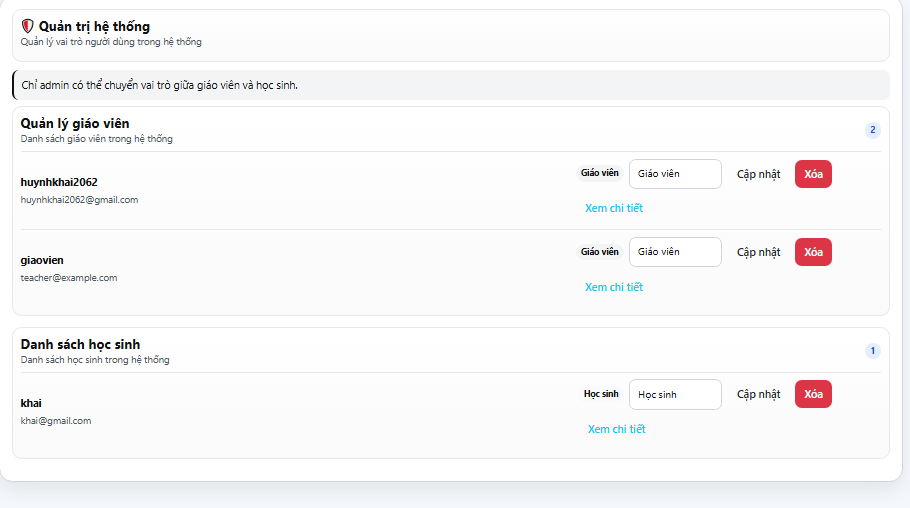 Quản trị hệ thống
Quản lý vai trò người dùng trong hệ thống
Chỉ admin có thể chuyển vai trò giữa giáo viên và học sinh.
Quản lý giáo viên
2
Danh sách giáo viên trong hệ thống
huynhkhai2062
huynhkhai2062@gmail.com
Giáo viên Giáo viên Cập nhật Xóa
Xem chi tiết
giaovien
teacher@example.com
Giáo viên Giáo viên Cập nhật Xóa
Xem chi tiết
Danh sách học sinh
1
Danh sách học sinh trong hệ thống
khai
khai@gmail.com
Học sinh Học sinh Cập nhật Xóa
Xem chi tiết